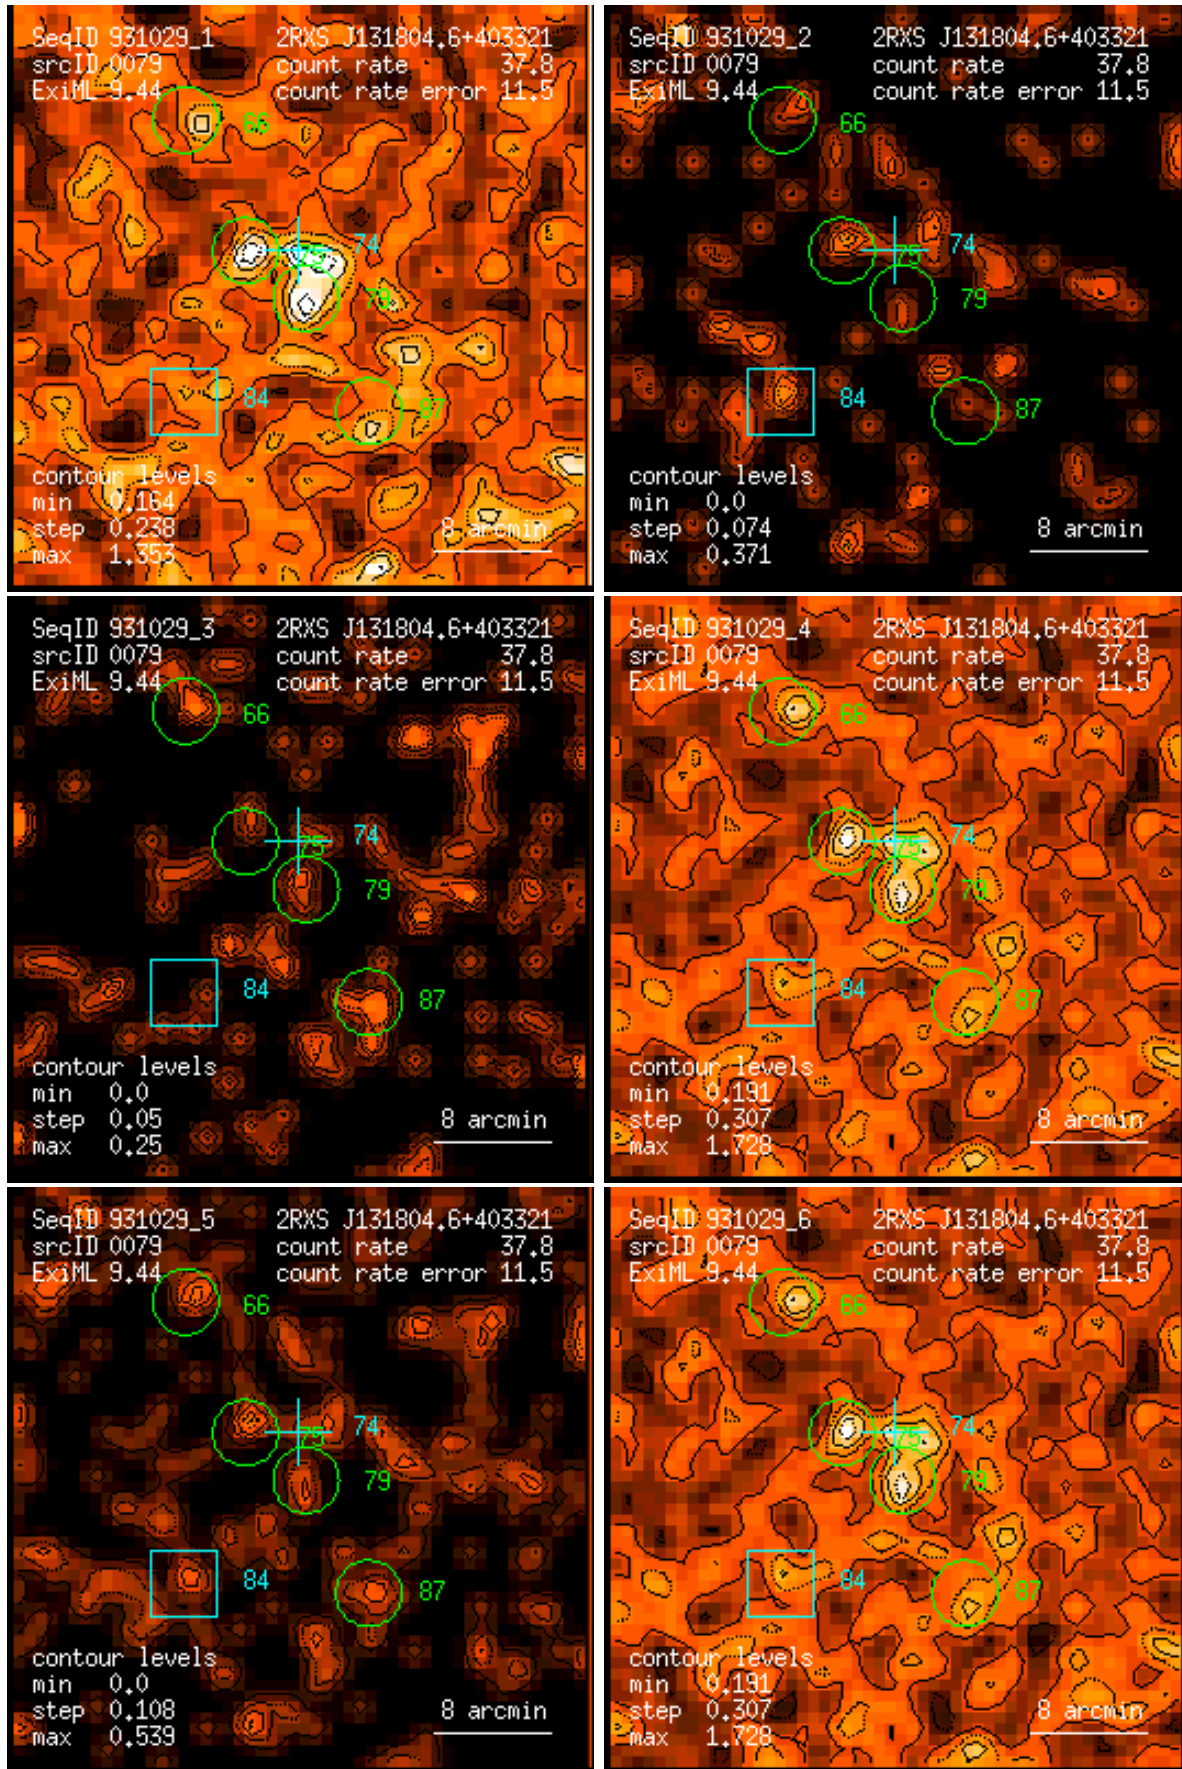 SeqID 931029_1 2RXS J131804.6+403321
srcID 0079 count rate 37.8
ExiML 9.44 count rate error 11.5
66
74
75
79
84
87
contour levels
min 0.164
step 0.238
max 1.353
8 arcmin
SeqID 931029_2 2RXS J131804.6+403321
srcID 0079 count rate 37.8
ExiML 9.44 count rate error 11.5
66
74
75
79
84
87
contour levels
min 0.0
step 0.074
max 0.371
8 arcmin
SeqID 931029_3 2RXS J131804.6+403321
srcID 0079 count rate 37.8
ExiML 9.44 count rate error 11.5
66
74
75
79
84
87
contour levels
min 0.0
step 0.05
max 0.25
8 arcmin
SeqID 931029_4 2RXS J131804.6+403321
srcID 0079 count rate 37.8
ExiML 9.44 count rate error 11.5
66
74
75
79
84
87
contour levels
min 0.191
step 0.307
max 1.728
8 arcmin
SeqID 931029_5 2RXS J131804.6+403321
srcID 0079 count rate 37.8
ExiML 9.44 count rate error 11.5
66
74
75
79
84
87
contour levels
min 0.0
step 0.108
max 0.539
8 arcmin
SeqID 931029_6 2RXS J131804.6+403321
srcID 0079 count rate 37.8
ExiML 9.44 count rate error 11.5
66
74
75
79
84
87
contour levels
min 0.191
step 0.307
max 1.728
8 arcmin